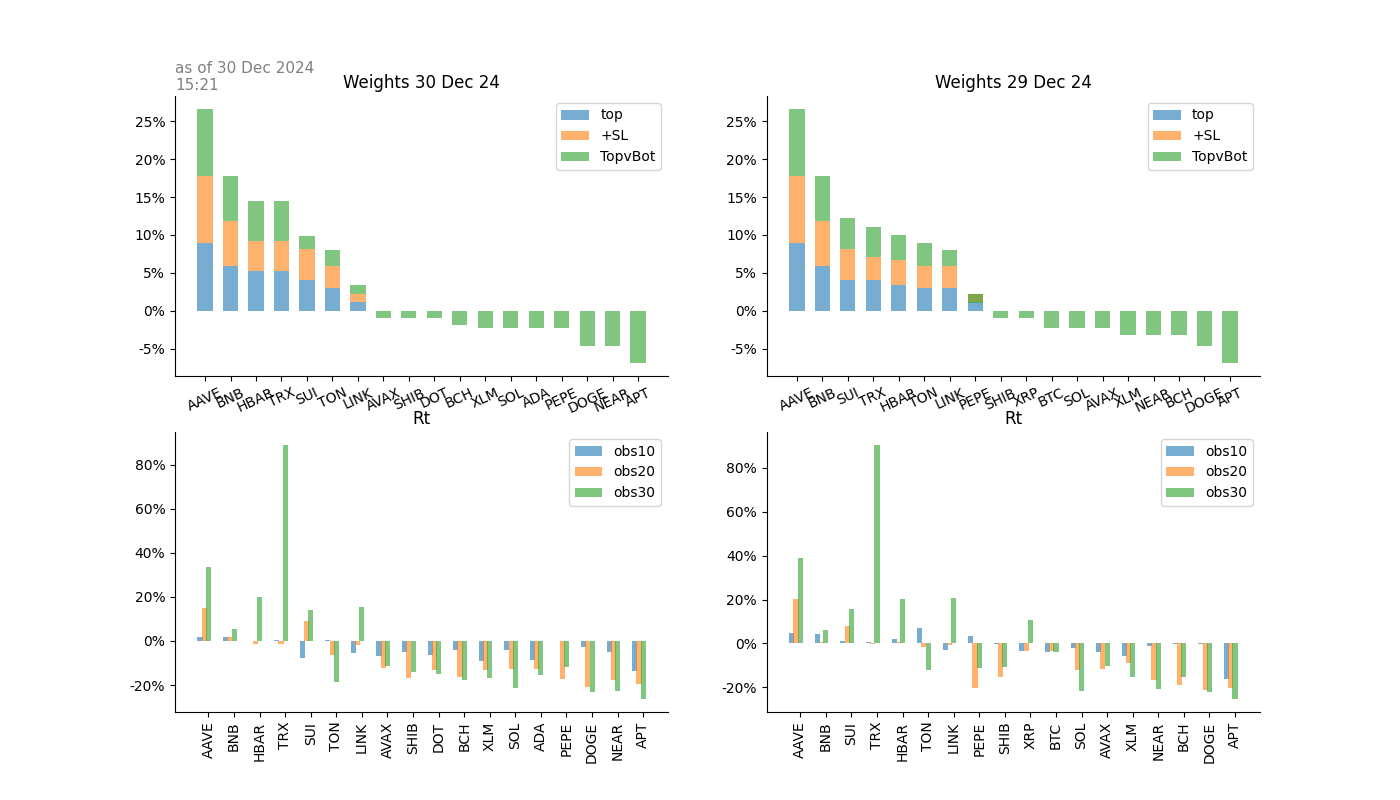 as of 30 Dec 2024
15:21
Weights 30 Dec 24
25%
20%
15%
10%
5%
0%
-5%
top
+SL
TopvBot
AAVE BNB HBAR TRX SUI TON LINK AVAX SHIB DOT BCH XLM SOL ADA PEPE DOGE NEAR APT
Weights 29 Dec 24
25%
20%
15%
10%
5%
0%
-5%
top
+SL
TopvBot
AAVE BNB SUI TRX HBAR TON LINK PEPE SHIB XRP BTC SOL AVAX XLM NEAR BCH DOGE APT
Rt
80%
60%
40%
20%
0%
-20%
obs10
obs20
obs30
AAVE BNB HBAR TRX SUI TON LINK AVAX SHIB DOT BCH XLM SOL ADA PEPE DOGE NEAR APT
Rt
80%
60%
40%
20%
0%
-20%
obs10
obs20
obs30
AAVE BNB SUI TRX HBAR TON LINK PEPE SHIB XRP BTC SOL AVAX XLM NEAR BCH DOGE APT